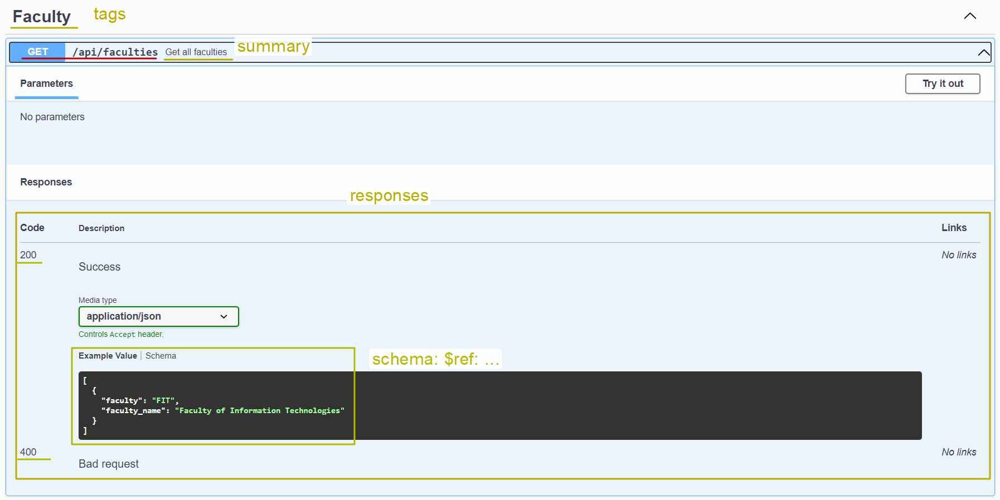 Faculty tags
GET /api/faculties Get all faculties summary
Parameters Try it out
No parameters
Responses
responses
Code Description Links
200 No links
Success
Media type
application/json
Controls Accept header.
Example Value | Schema
schema: $ref: ...
[
{
"faculty": "FIT",
"faculty_name": "Faculty of Information Technologies"
}
]
400 No links
Bad request